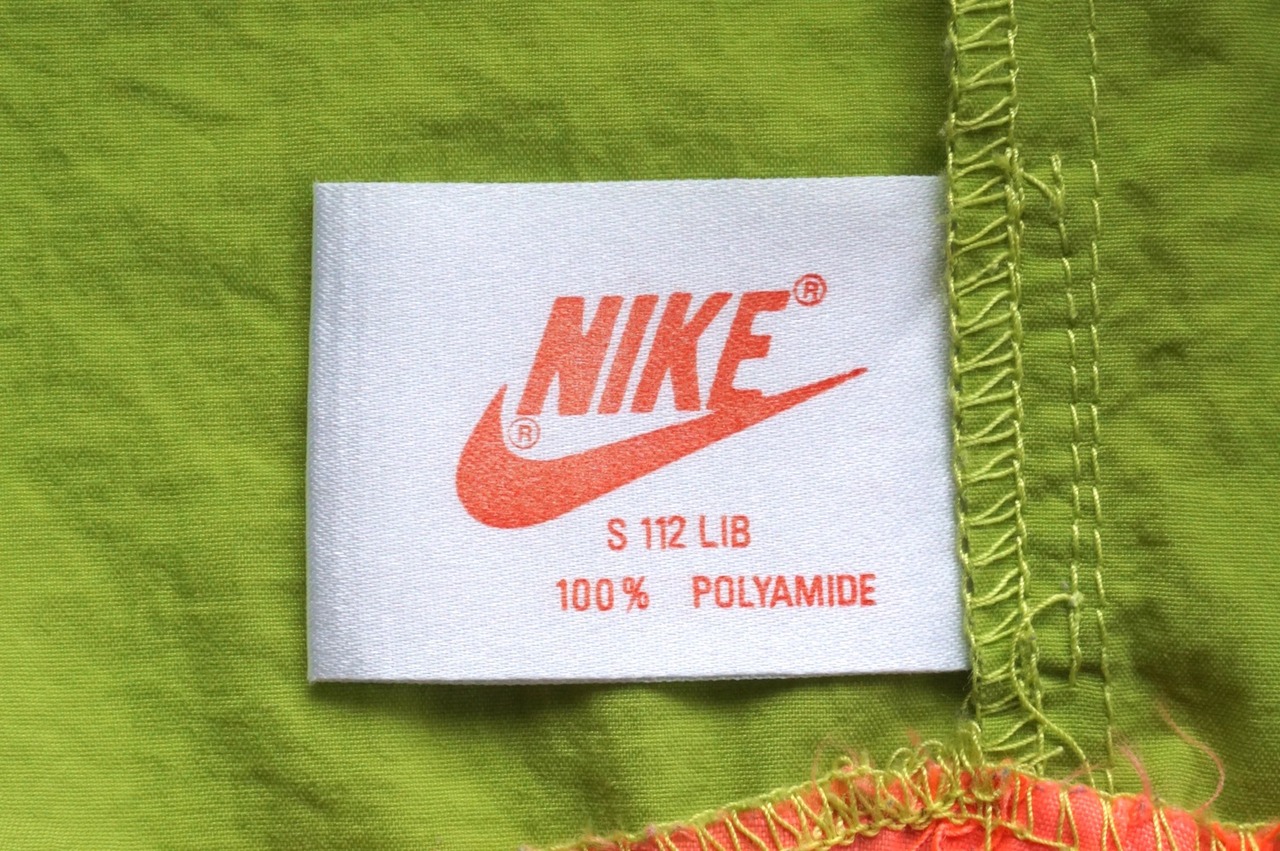 NIKE®
®
S 112 LIB
100% POLYAMIDE